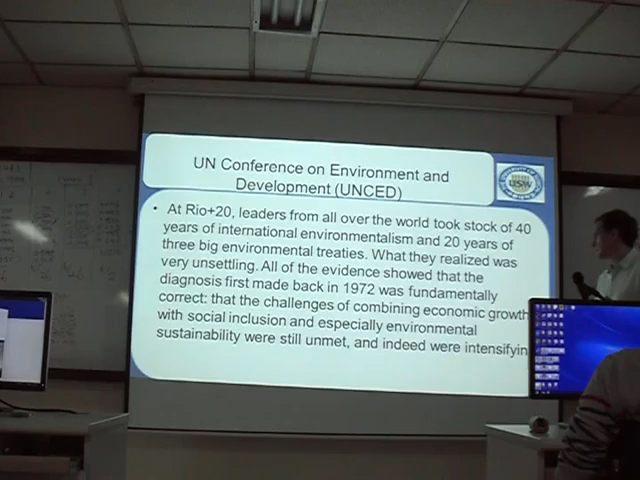 UN Conference on Environment and
Development (UNCED)
• At Rio+20, leaders from all over the world took stock of 40
years of international environmentalism and 20 years of
three big environmental treaties. What they realized was
very unsettling. All of the evidence showed that the
diagnosis first made back in 1972 was fundamentally
correct: that the challenges of combining economic growth
with social inclusion and especially environmental
sustainability were still unmet, and indeed were intensifyin